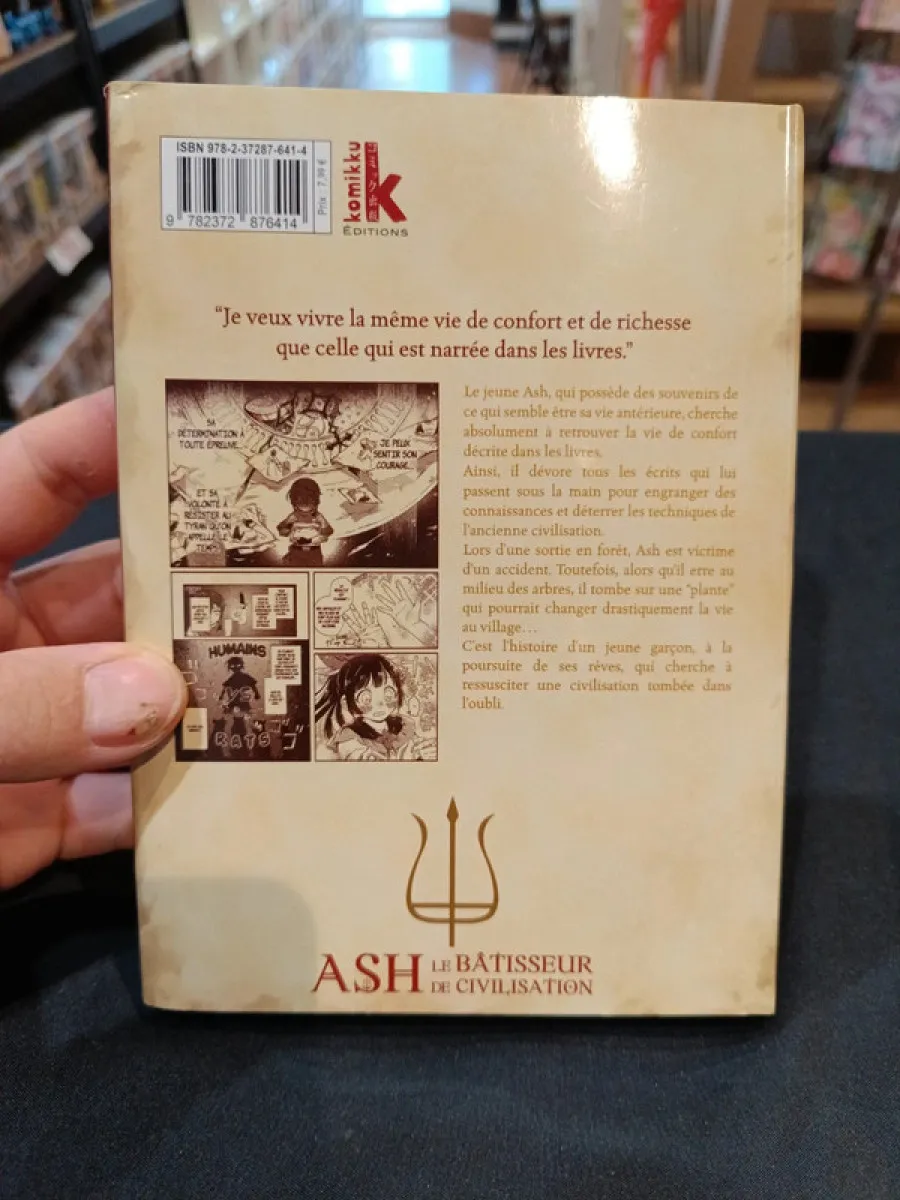 ISBN 978-2-37287-641-4
9 782372 876414
Prix : 7,99 €
komikku
ÉDITIONS
“Je veux vivre la même vie de confort et de richesse
que celle qui est narrée dans les livres.”
SA
DÉTERMINATION À
TOUTE ÉPREUVE...
JE PEUX
SENTIR SON
COURAGE...
ET SA
VOLONTÉ À
RÉSISTER AU
TYRAN QU'ON
APPELLE LE
TEMPS.
HUMAINS
VS
RATS
Le jeune Ash, qui possède des souvenirs de
ce qui semble être sa vie antérieure, cherche
absolument à retrouver la vie de confort
décrite dans les livres.
Ainsi, il dévore tous les écrits qui lui
passent sous la main pour engranger des
connaissances et déterrer les techniques de
l'ancienne civilisation.
Lors d'une sortie en forêt, Ash est victime
d'un accident. Toutefois, alors qu'il erre au
milieu des arbres, il tombe sur une “plante”
qui pourrait changer drastiquement la vie
au village…
C'est l'histoire d'un jeune garçon, à la
poursuite de ses rêves, qui cherche à
ressusciter une civilisation tombée dans
l'oubli.
ASH LE BÂTISSEUR
DE CIVILISATION